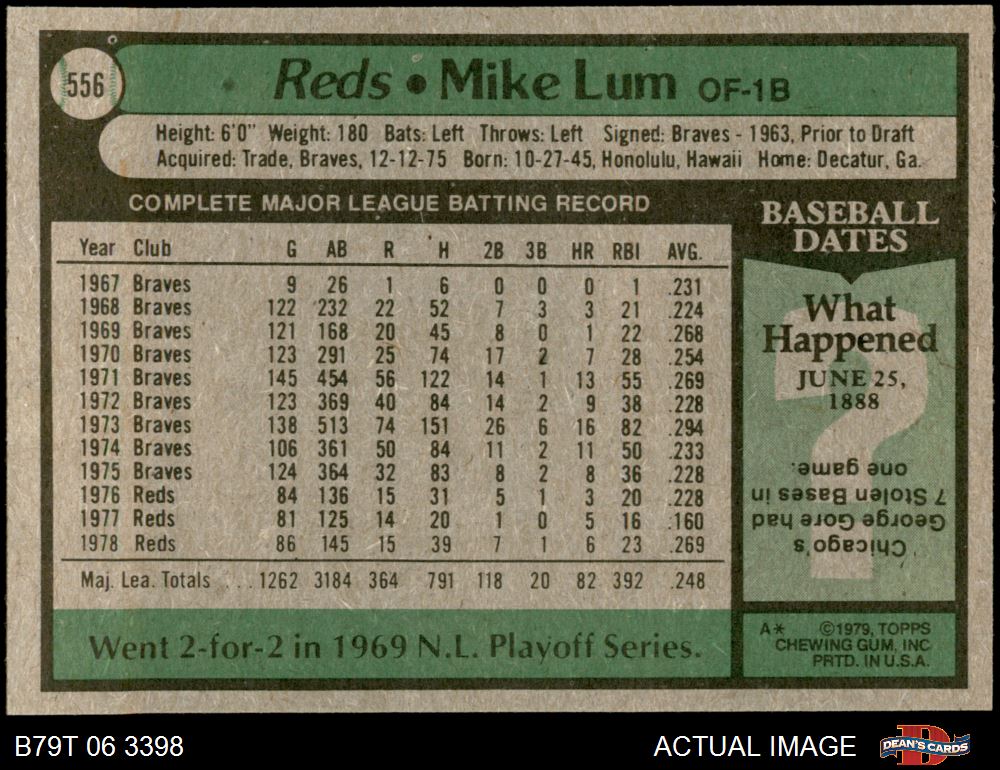 556
Reds • Mike Lum OF-1B
Height: 6'0" Weight: 180 Bats: Left Throws: Left Signed: Braves - 1963, Prior to Draft
Acquired: Trade, Braves, 12-12-75 Born: 10-27-45, Honolulu, Hawaii Home: Decatur, Ga.
COMPLETE MAJOR LEAGUE BATTING RECORD
Year Club G AB R H 2B 3B HR RBI AVG.
1967 Braves 9 26 1 6 0 0 0 1 .231
1968 Braves 122 232 22 52 7 3 3 21 .224
1969 Braves 121 168 20 45 8 0 1 22 .268
1970 Braves 123 291 25 74 17 2 7 28 .254
1971 Braves 145 454 56 122 14 1 13 55 .269
1972 Braves 123 369 40 84 14 2 9 38 .228
1973 Braves 138 513 74 151 26 6 16 82 .294
1974 Braves 106 361 50 84 11 2 11 50 .233
1975 Braves 124 364 32 83 8 2 8 36 .228
1976 Reds 84 136 15 31 5 1 3 20 .228
1977 Reds 81 125 14 20 1 0 5 16 .160
1978 Reds 86 145 15 39 7 1 6 23 .269
Maj. Lea. Totals ... 1262 3184 364 791 118 20 82 392 .248
Went 2-for-2 in 1969 N.L. Playoff Series.
BASEBALL
DATES
What
Happened
JUNE 25,
1888
?
Chicago's
George Gore had
7 Stolen Bases in
one game.
A* ©1979, TOPPS
CHEWING GUM, INC
PRTD. IN U.S.A.
B79T 06 3398
ACTUAL IMAGE
DEAN'S CARDS